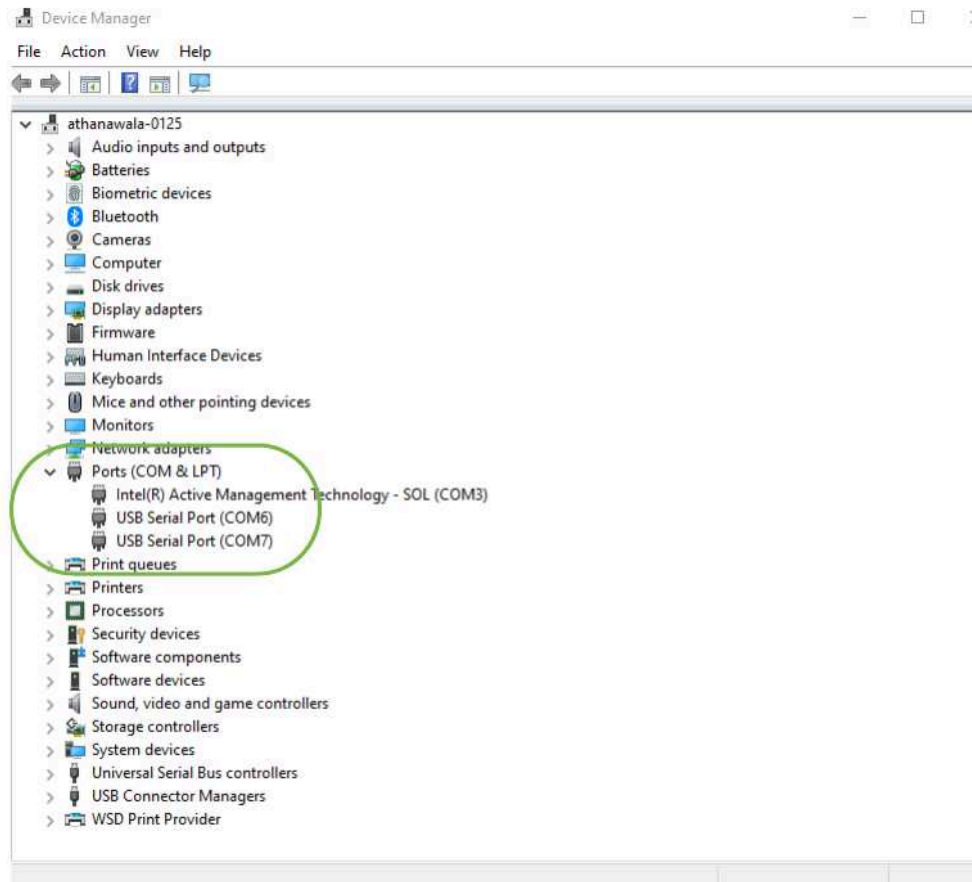 Device Manager
File Action View Help
athanawala-0125
Audio inputs and outputs
Batteries
Biometric devices
Bluetooth
Cameras
Computer
Disk drives
Display adapters
Firmware
Human Interface Devices
Keyboards
Mice and other pointing devices
Monitors
Network adapters
Ports (COM & LPT)
Intel(R) Active Management Technology - SOL (COM3)
USB Serial Port (COM6)
USB Serial Port (COM7)
Print queues
Printers
Processors
Security devices
Software components
Software devices
Sound, video and game controllers
Storage controllers
System devices
Universal Serial Bus controllers
USB Connector Managers
WSD Print Provider